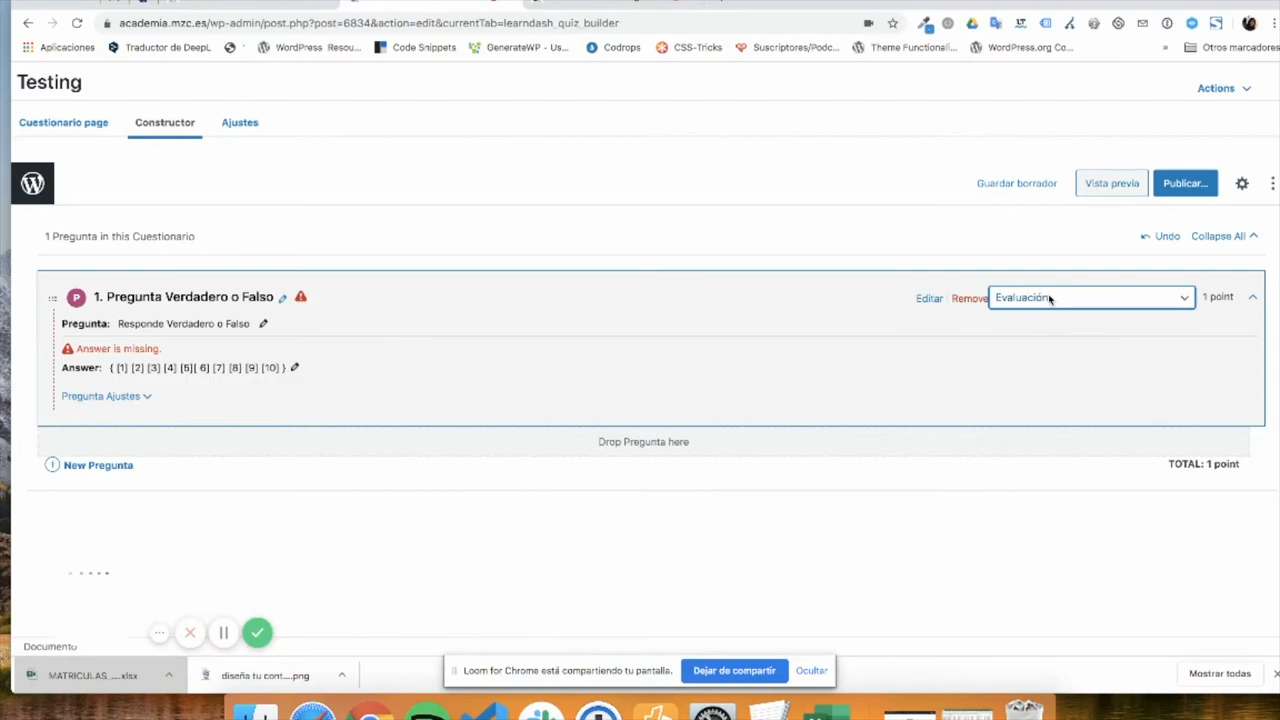 academia.mzc.es/wp-admin/post.php?post=6834&action=edit&currentTab=learndash_quiz_builder
Aplicaciones Traductor de DeepL WordPress Resou... Code Snippets GenerateWP - Us... Codrops CSS-Tricks Suscriptores/Podc... Theme Functionali... WordPress.org Co... » Otros marcadores
Testing
Actions
Cuestionario page Constructor Ajustes
Guardar borrador Vista previa Publicar...
1 Pregunta in this Cuestionario Undo Collapse All
P 1. Pregunta Verdadero o Falso Editar Remove Evaluación 1 point
Pregunta: Responde Verdadero o Falso
Answer is missing.
Answer: { [1] [2] [3] [4] [5][ 6] [7] [8] [9] [10] }
Pregunta Ajustes
Drop Pregunta here
New Pregunta TOTAL: 1 point
Documento
MATRICULAS_....xlsx diseña tu cont....png Loom for Chrome está compartiendo tu pantalla. Dejar de compartir Ocultar Mostrar todas